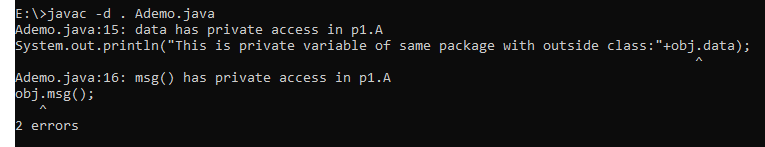 E:\>javac -d . Ademo.java
Ademo.java:15: data has private access in p1.A
System.out.println("This is private variable of same package with outside class:"+obj.data);
^
Ademo.java:16: msg() has private access in p1.A
obj.msg();
^
2 errors